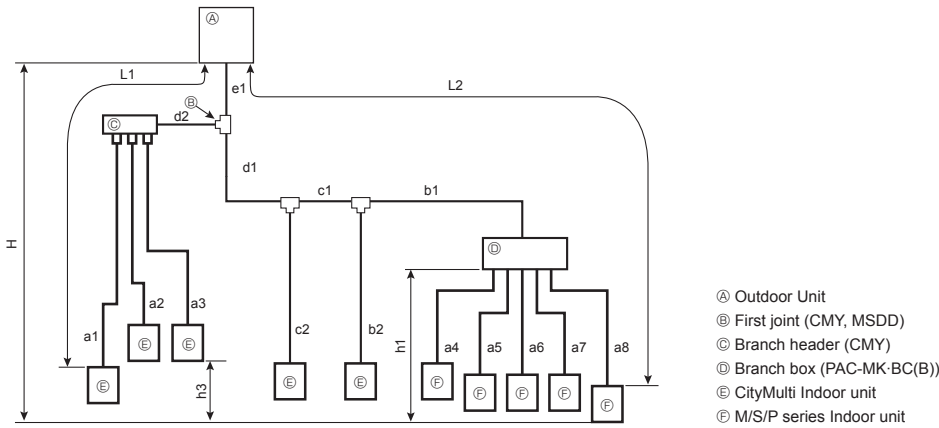 Ⓐ
L1
L2
e1
Ⓑ
d2
Ⓒ
d1
c1
b1
H
Ⓓ
a1
a2
a3
c2
b2
h1
a4
a5
a6
a7
a8
h3
Ⓔ
Ⓔ
Ⓔ
Ⓔ
Ⓔ
Ⓕ
Ⓕ
Ⓕ
Ⓕ
Ⓕ
Ⓐ Outdoor Unit
Ⓑ First joint (CMY, MSDD)
Ⓒ Branch header (CMY)
Ⓓ Branch box (PAC-MK·BC(B))
Ⓔ CityMulti Indoor unit
Ⓕ M/S/P series Indoor unit